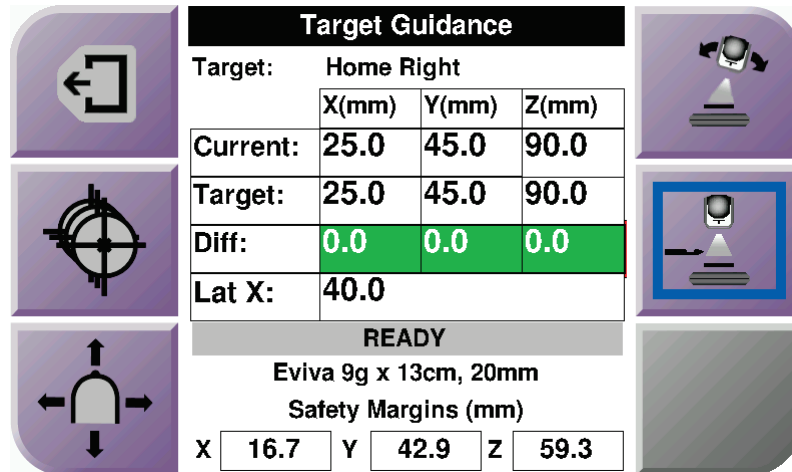 Target Guidance
Target: Home Right
X(mm) Y(mm) Z(mm)
Current: 25.0 45.0 90.0
Target: 25.0 45.0 90.0
Diff: 0.0 0.0 0.0
Lat X: 40.0
READY
Eviva 9g x 13cm, 20mm
Safety Margins (mm)
X 16.7 Y 42.9 Z 59.3